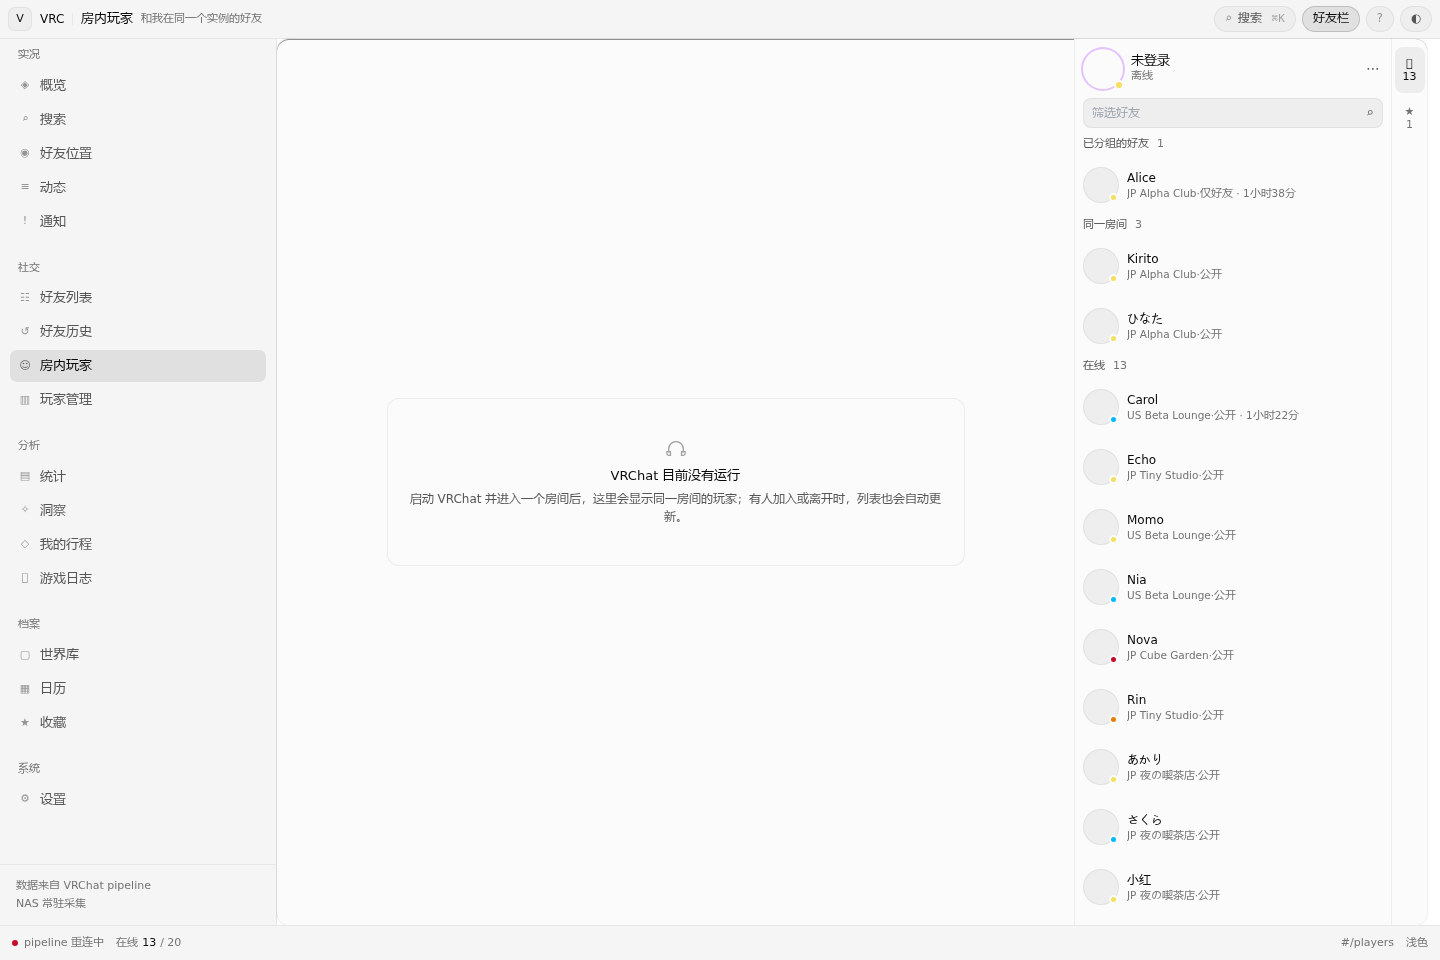 V VRC 房内玩家 和我在同一个实例的好友
搜索 ⌘K 好友栏 ?
实况
概览
搜索
好友位置
动态
通知
社交
好友列表
好友历史
房内玩家
玩家管理
分析
统计
洞察
我的行程
游戏日志
档案
世界库
日历
收藏
系统
设置
数据来自 VRChat pipeline
NAS 常驻采集
VRChat 目前没有运行
启动 VRChat 并进入一个房间后，这里会显示同一房间的玩家；有人加入或离开时，列表也会自动更
新。
未登录
离线
筛选好友
已分组的好友 1
Alice
JP Alpha Club·仅好友 · 1小时38分
同一房间 3
Kirito
JP Alpha Club·公开
ひなた
JP Alpha Club·公开
在线 13
Carol
US Beta Lounge·公开 · 1小时22分
Echo
JP Tiny Studio·公开
Momo
US Beta Lounge·公开
Nia
US Beta Lounge·公开
Nova
JP Cube Garden·公开
Rin
JP Tiny Studio·公开
あかり
JP 夜の喫茶店·公开
さくら
JP 夜の喫茶店·公开
小红
JP 夜の喫茶店·公开
13
★
1
pipeline 重连中 在线 13 / 20
#/players 浅色